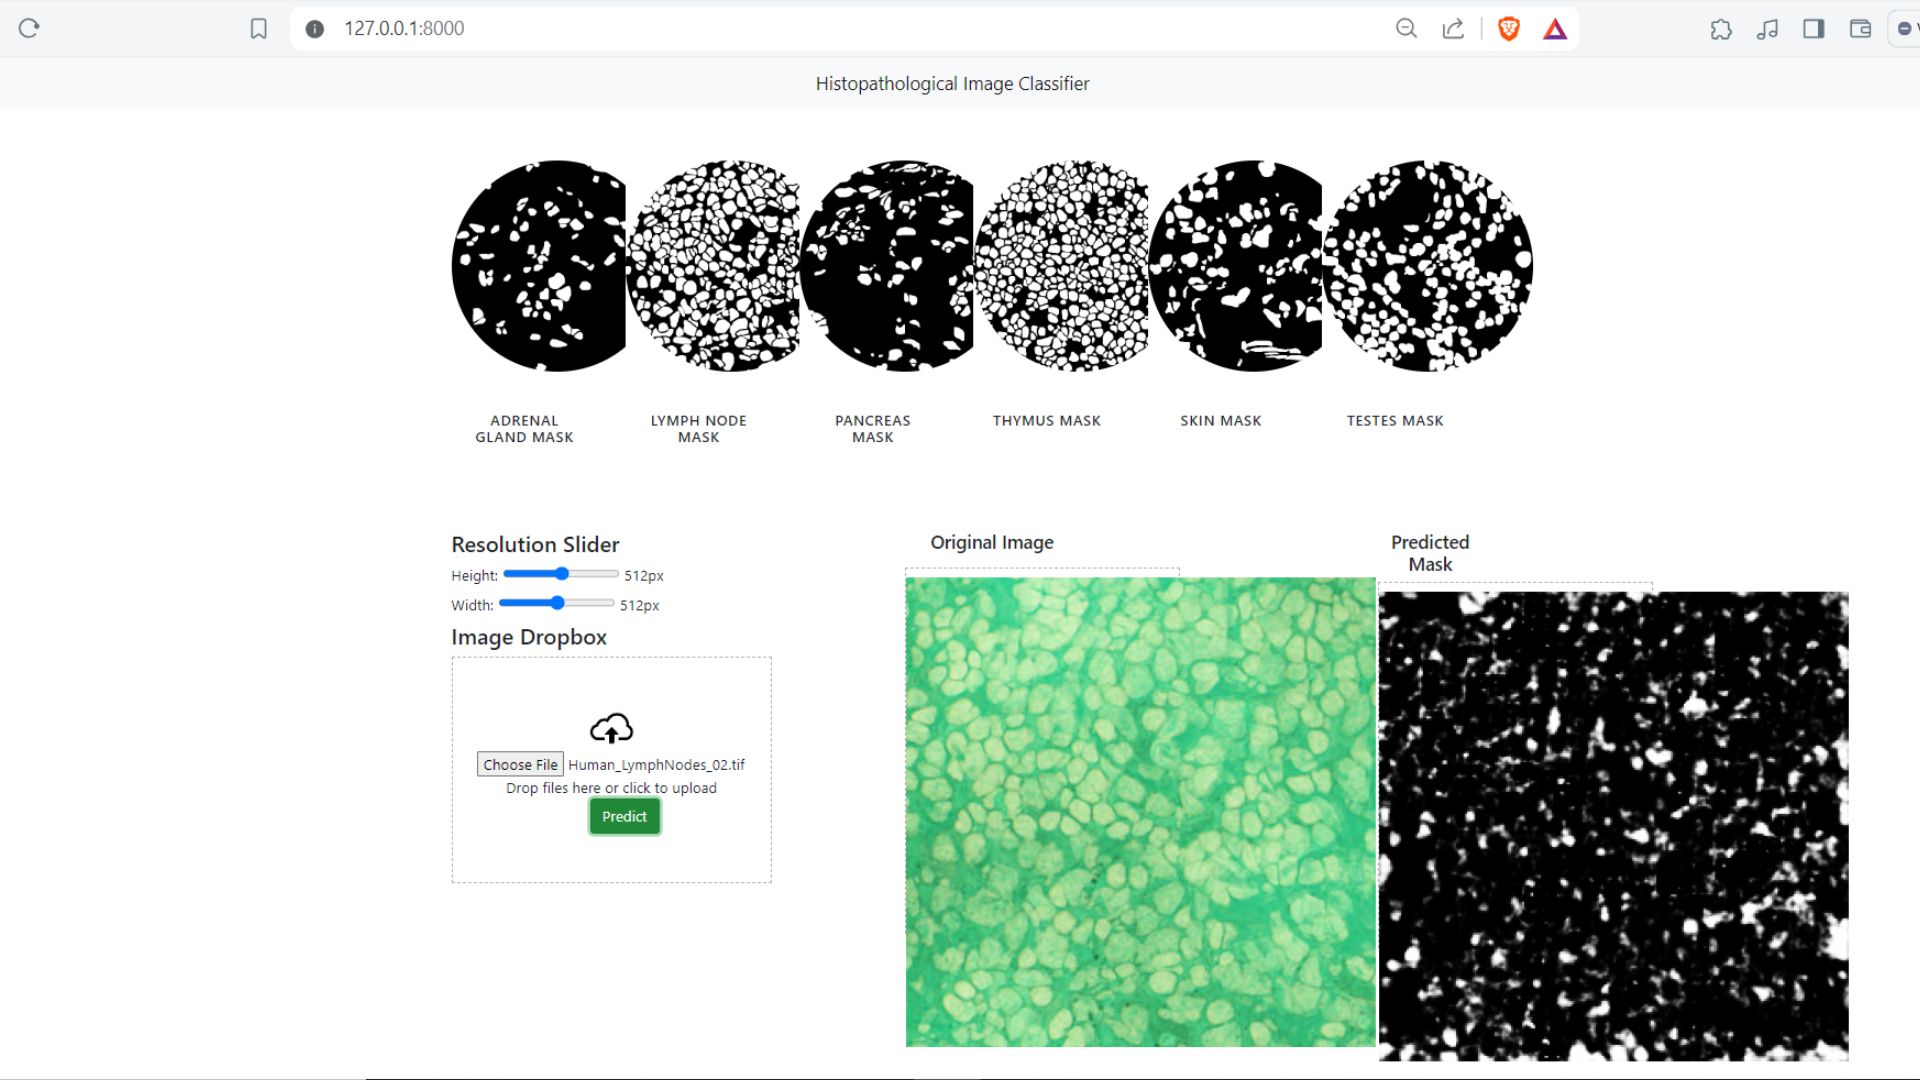 127.0.0.1:8000
Histopathological Image Classifier
ADRENAL
GLAND MASK
LYMPH NODE
MASK
PANCREAS
MASK
THYMUS MASK
SKIN MASK
TESTES MASK
Resolution Slider
Height: 512px
Width: 512px
Image Dropbox
Choose File Human_LymphNodes_02.tif
Drop files here or click to upload
Predict
Original Image
Predicted
Mask